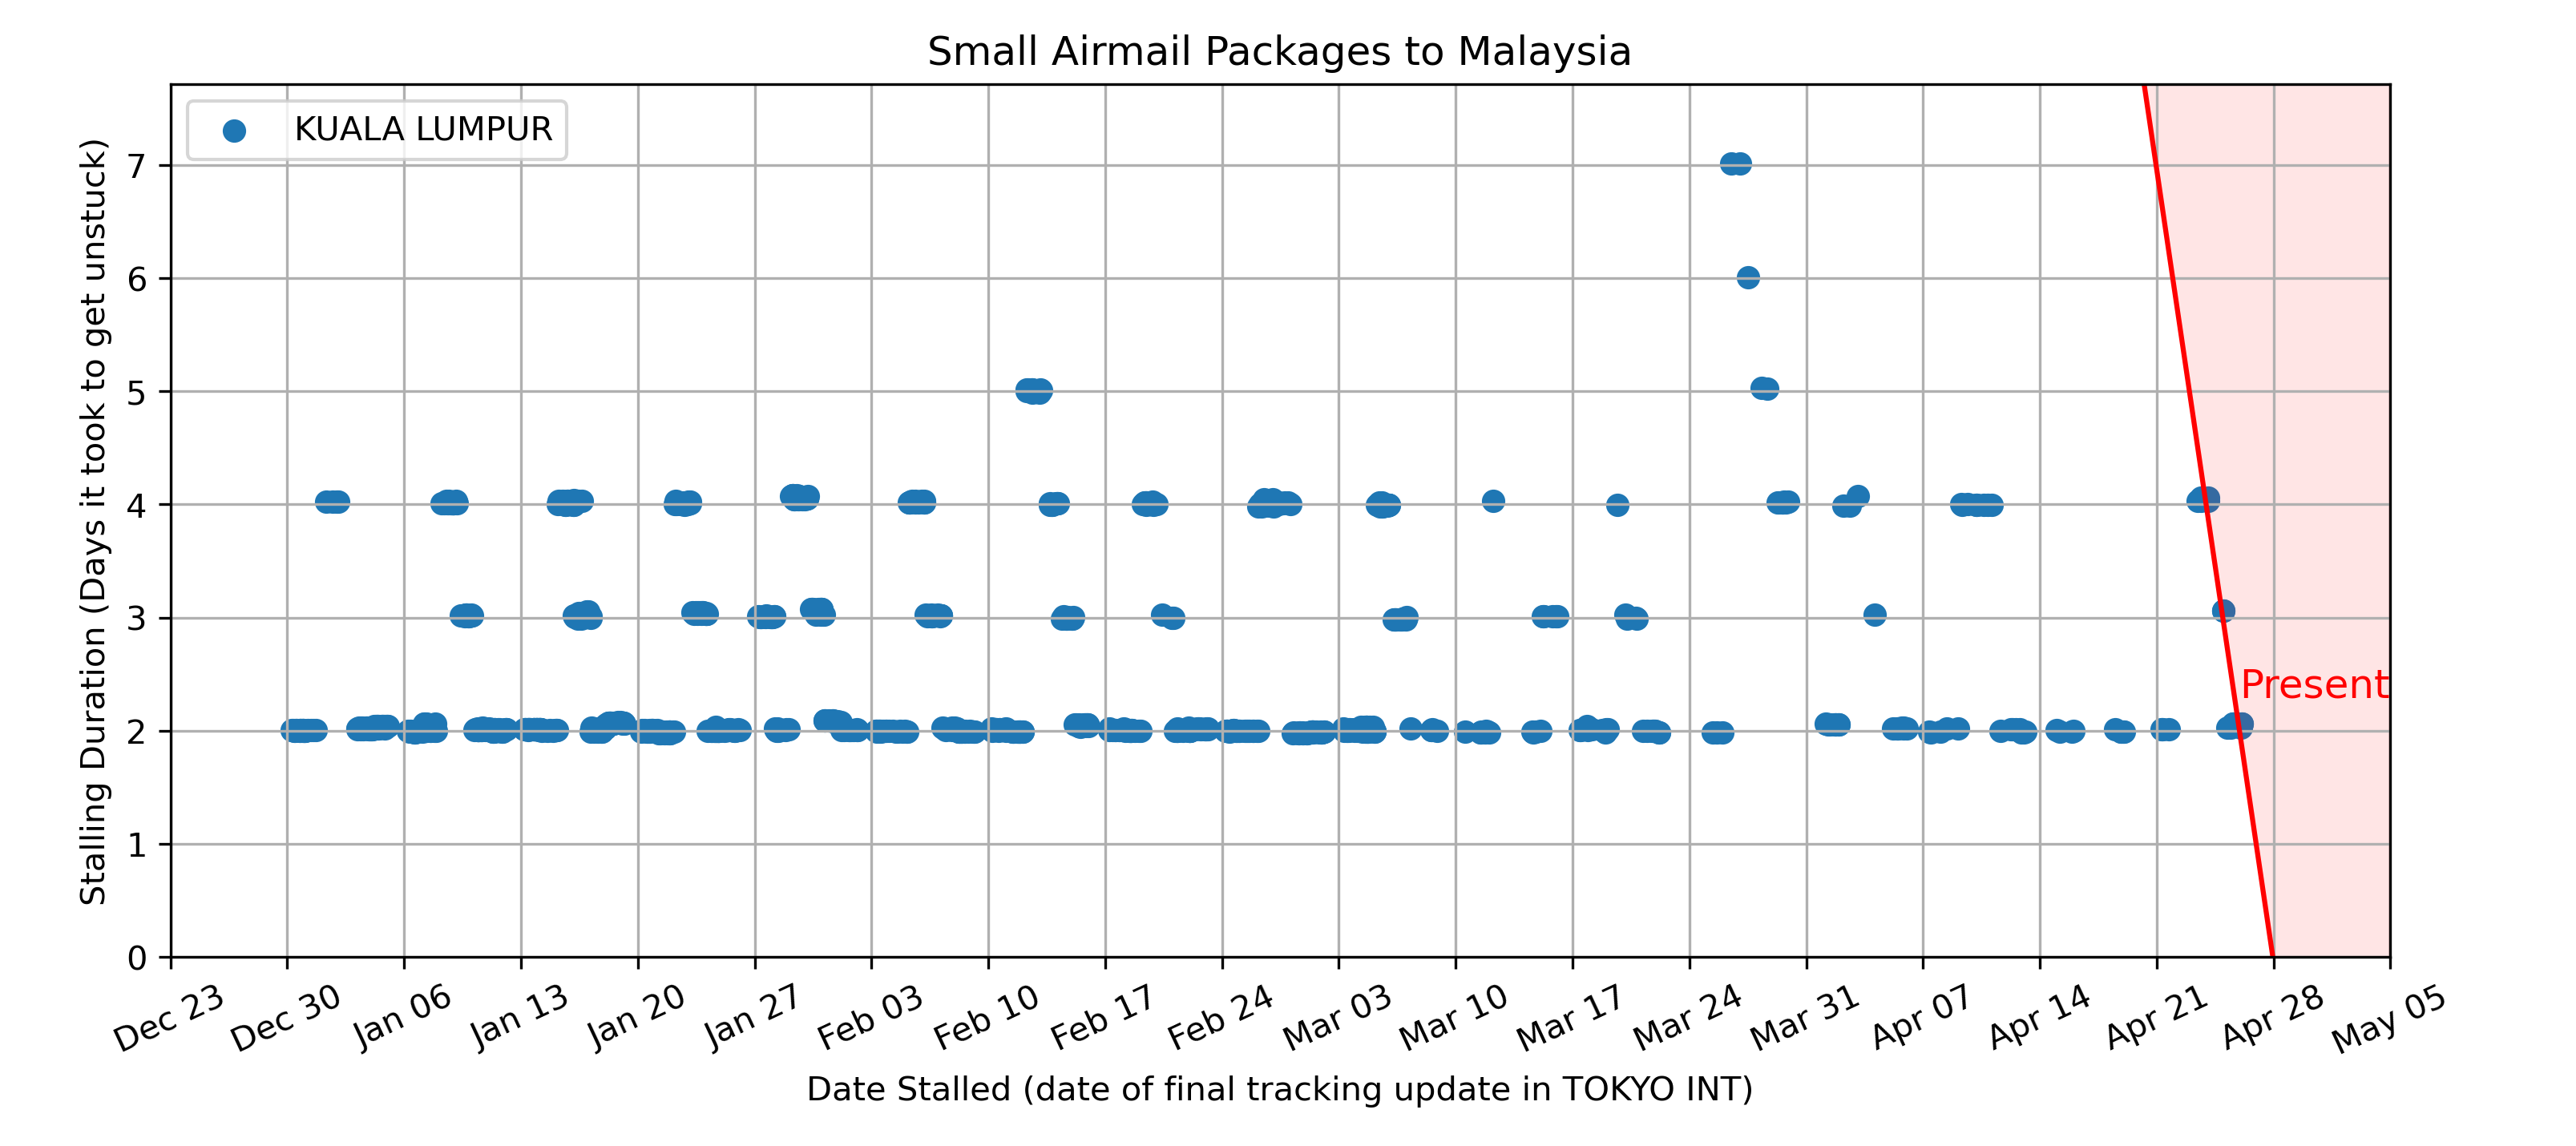 Small Airmail Packages to Malaysia
KUALA LUMPUR
Stalling Duration (Days it took to get unstuck)
7
6
5
4
3
2
1
0
Present
Dec 23
Dec 30
Jan 06
Jan 13
Jan 20
Jan 27
Feb 03
Feb 10
Feb 17
Feb 24
Mar 03
Mar 10
Mar 17
Mar 24
Mar 31
Apr 07
Apr 14
Apr 21
Apr 28
May 05
Date Stalled (date of final tracking update in TOKYO INT)